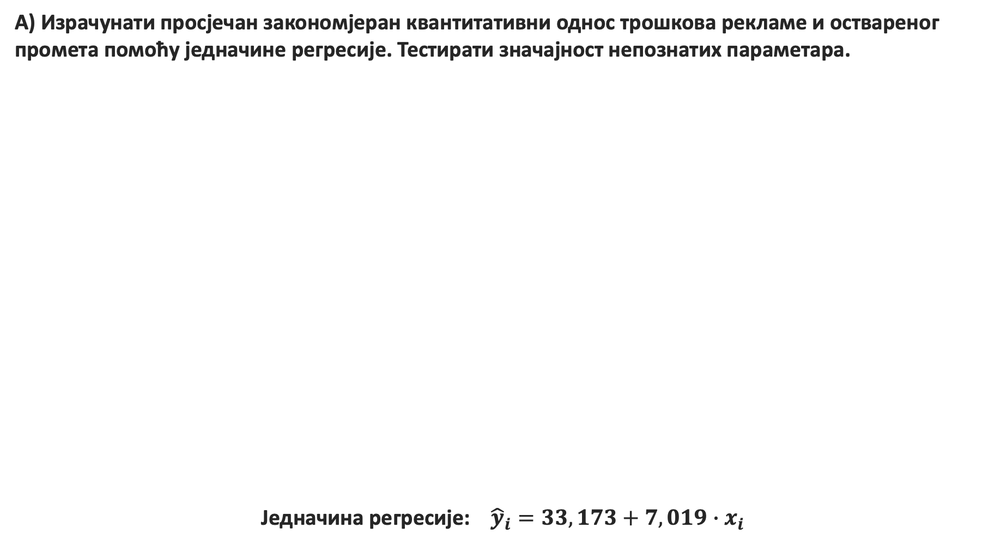 А) Израчунати просјечан закономјеран квантитативни однос трошкова рекламе и оствареног
промета помоћу једначине регресије. Тестирати значајност непознатих параметара.
Једначина регресије: ŷᵢ = 33,173 + 7,019 · xᵢ